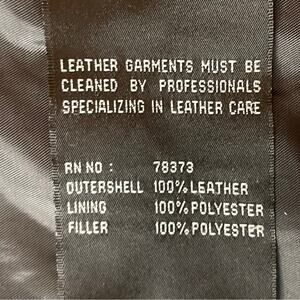 LEATHER GARMENTS MUST BE
CLEANED BY PROFESSIONALS
SPECIALIZING IN LEATHER CARE
RN NO : 78373
OUTERSHELL 100% LEATHER
LINING 100% POLYESTER
FILLER 100% POLYESTER